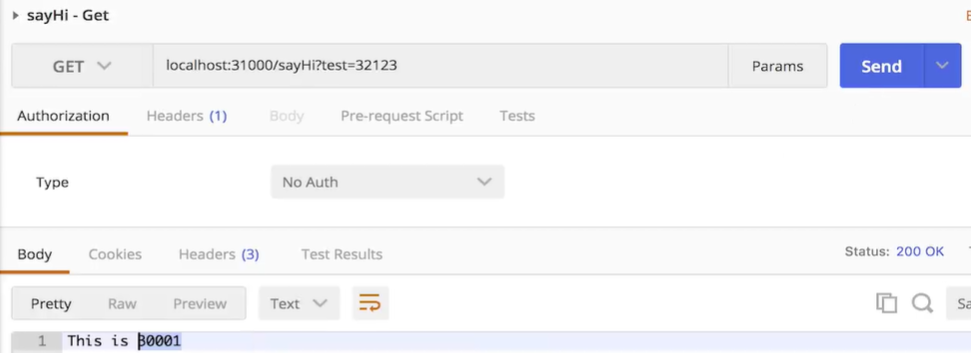 sayHi - Get
GET localhost:31000/sayHi?test=32123 Params Send
Authorization Headers (1) Body Pre-request Script Tests
Type No Auth
Body Cookies Headers (3) Test Results Status: 200 OK
Pretty Raw Preview Text Sa
1 This is 30001